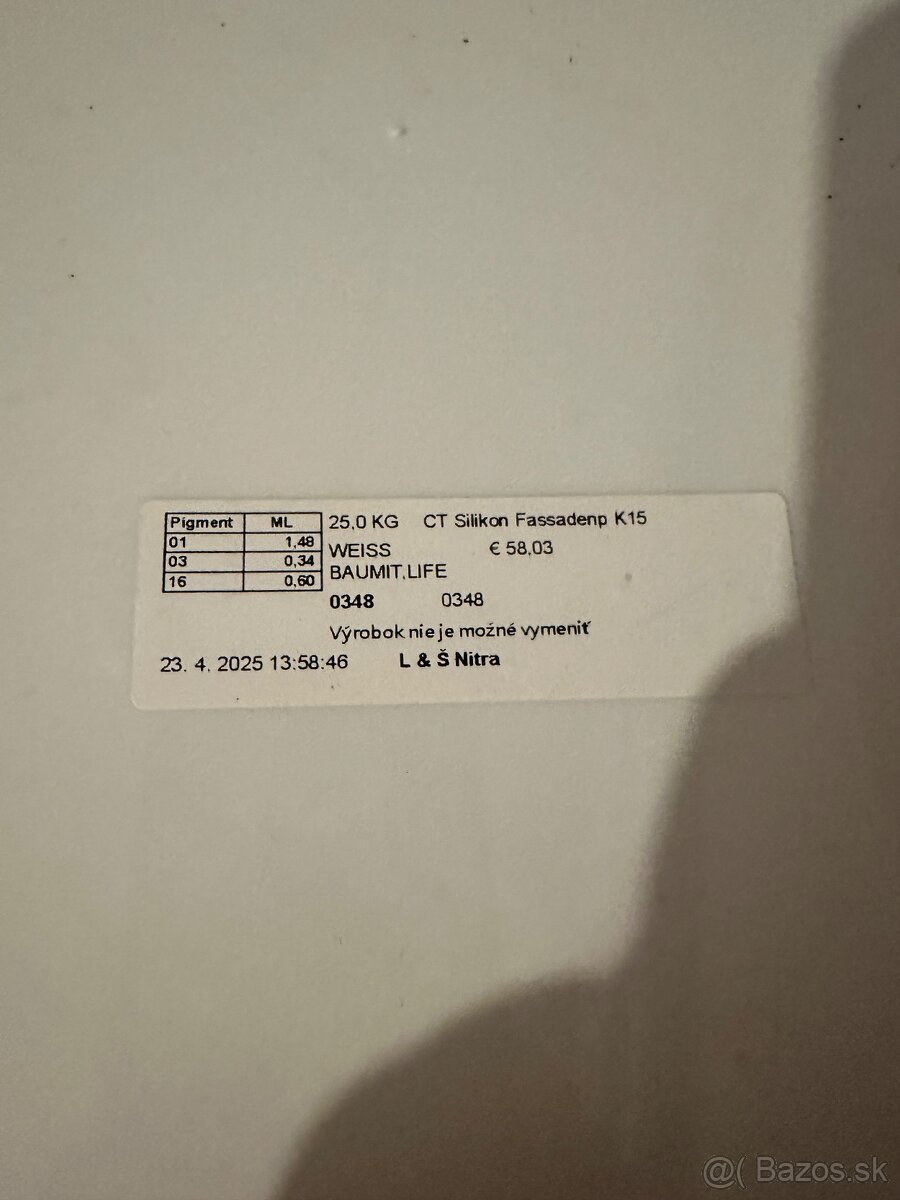 Pigment ML
01 1,48
03 0,34
16 0,60
25,0 KG CT Silikon Fassadenp K15
WEISS € 58,03
BAUMIT,LIFE
0348 0348
Výrobok nie je možné vymeniť
23. 4. 2025 13:58:46 L & Š Nitra
@( Bazos.sk